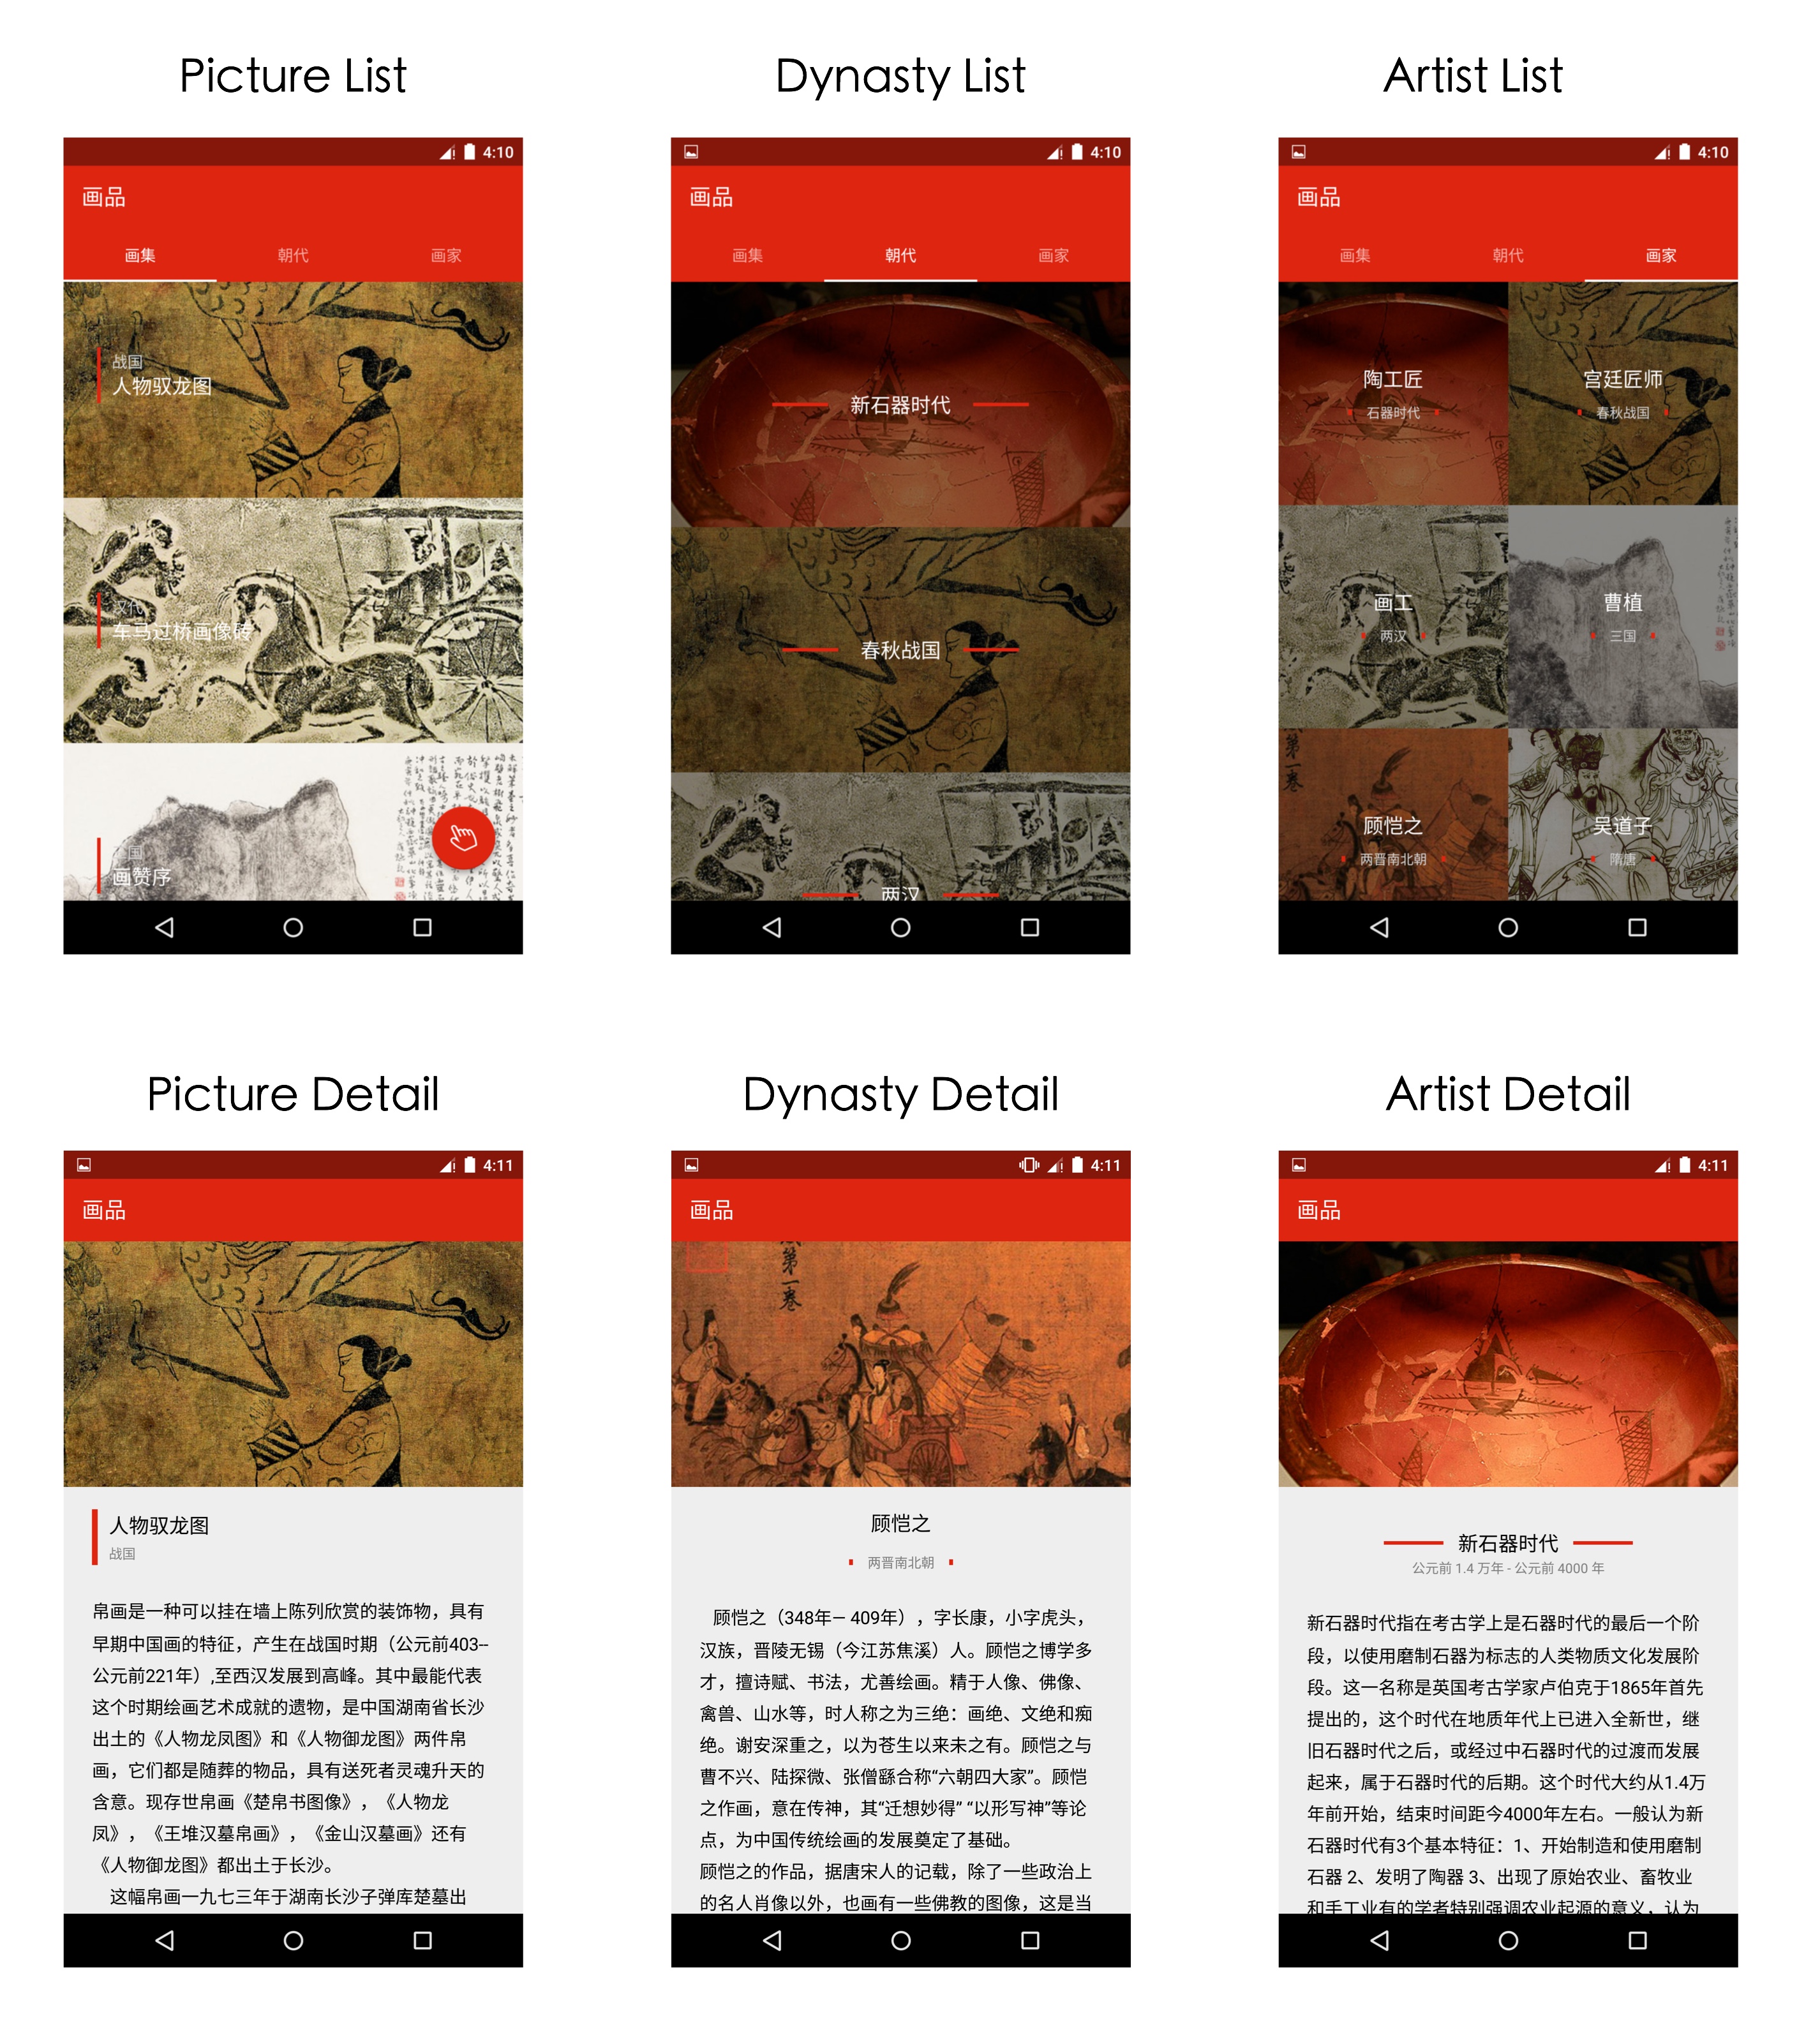 Picture List
Dynasty List
Artist List
4:10
画品
画集 朝代 画家
战国
人物驭龙图
汉代
车马过桥画像砖
国
画赞序
4:10
画品
画集 朝代 画家
新石器时代
春秋战国
两汉
4:10
画品
画集 朝代 画家
陶工匠
石器时代
宫廷匠师
春秋战国
画工
两汉
曹植
三国
第一卷
顾恺之
两晋南北朝
吴道子
隋唐
Picture Detail
Dynasty Detail
Artist Detail
4:11
画品
人物驭龙图
战国
帛画是一种可以挂在墙上陈列欣赏的装饰物，具有
早期中国画的特征，产生在战国时期（公元前403--
公元前221年）,至西汉发展到高峰。其中最能代表
这个时期绘画艺术成就的遗物，是中国湖南省长沙
出土的《人物龙凤图》和《人物御龙图》两件帛
画，它们都是随葬的物品，具有送死者灵魂升天的
含意。现存世帛画《楚帛书图像》，《人物龙
凤》，《王堆汉墓帛画》，《金山汉墓画》还有
《人物御龙图》都出土于长沙。
这幅帛画一九七三年于湖南长沙子弹库楚墓出
4:11
画品
第一卷
顾恺之
两晋南北朝
顾恺之（348年— 409年），字长康，小字虎头，
汉族，晋陵无锡（今江苏焦溪）人。顾恺之博学多
才，擅诗赋、书法，尤善绘画。精于人像、佛像、
禽兽、山水等，时人称之为三绝：画绝、文绝和痴
绝。谢安深重之，以为苍生以来未之有。顾恺之与
曹不兴、陆探微、张僧繇合称“六朝四大家”。顾恺
之作画，意在传神，其“迁想妙得” “以形写神”等论
点，为中国传统绘画的发展奠定了基础。
顾恺之的作品，据唐宋人的记载，除了一些政治上
的名人肖像以外，也画有一些佛教的图像，这是当
4:11
画品
新石器时代
公元前 1.4 万年 - 公元前 4000 年
新石器时代指在考古学上是石器时代的最后一个阶
段，以使用磨制石器为标志的人类物质文化发展阶
段。这一名称是英国考古学家卢伯克于1865年首先
提出的，这个时代在地质年代上已进入全新世，继
旧石器时代之后，或经过中石器时代的过渡而发展
起来，属于石器时代的后期。这个时代大约从1.4万
年前开始，结束时间距今4000年左右。一般认为新
石器时代有3个基本特征：1、开始制造和使用磨制
石器 2、发明了陶器 3、出现了原始农业、畜牧业
和手工业有的学者特别强调农业起源的意义，认为